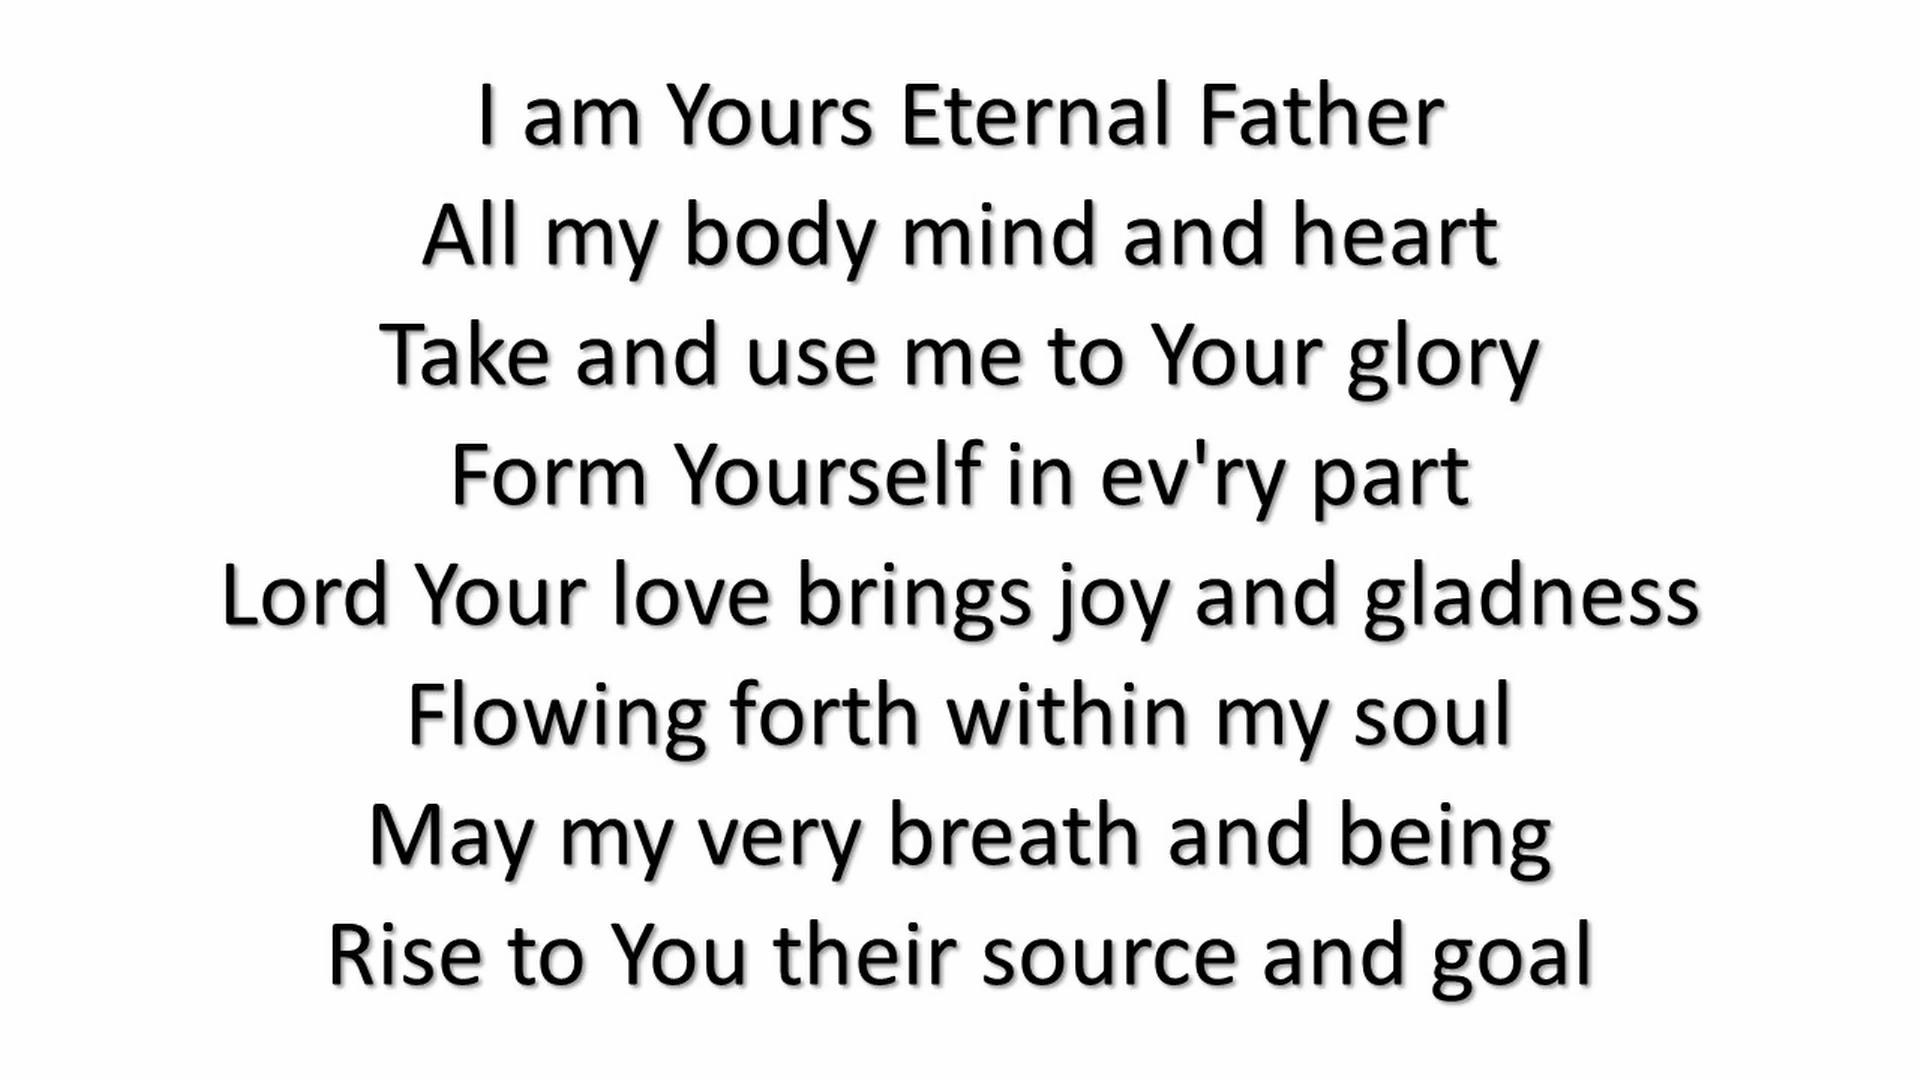 I am Yours Eternal Father
All my body mind and heart
Take and use me to Your glory
Form Yourself in ev'ry part
Lord Your love brings joy and gladness
Flowing forth within my soul
May my very breath and being
Rise to You their source and goal